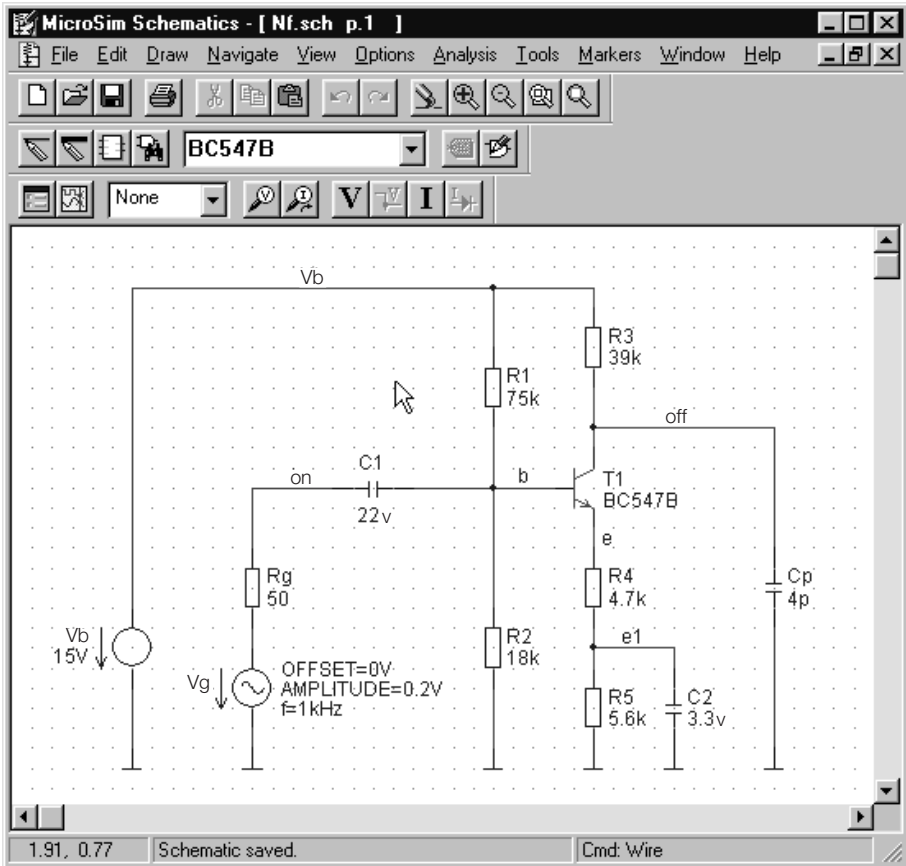 MicroSim Schematics - [ Nf.sch p.1 ]
File Edit Draw Navigate View Options Analysis Tools Markers Window Help
BC547B
None
V V I I
Vb
R3
39k
R1
75k
off
C1
on
b
T1
BC547B
22v
e
Rg
50
R4
4.7k
Cp
4p
Vb
15V
R2
18k
e1
Vg
OFFSET=0V
AMPLITUDE=0.2V
f=1kHz
R5
5.6k
C2
3.3v
1.91, 0.77 Schematic saved. Cmd: Wire